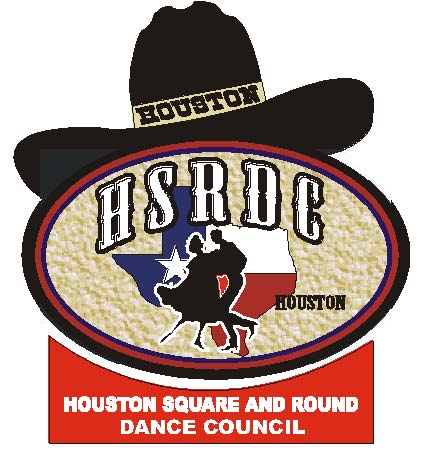 HOUSTON
HSRDC
HOUSTON
HOUSTON SQUARE AND ROUND
DANCE COUNCIL